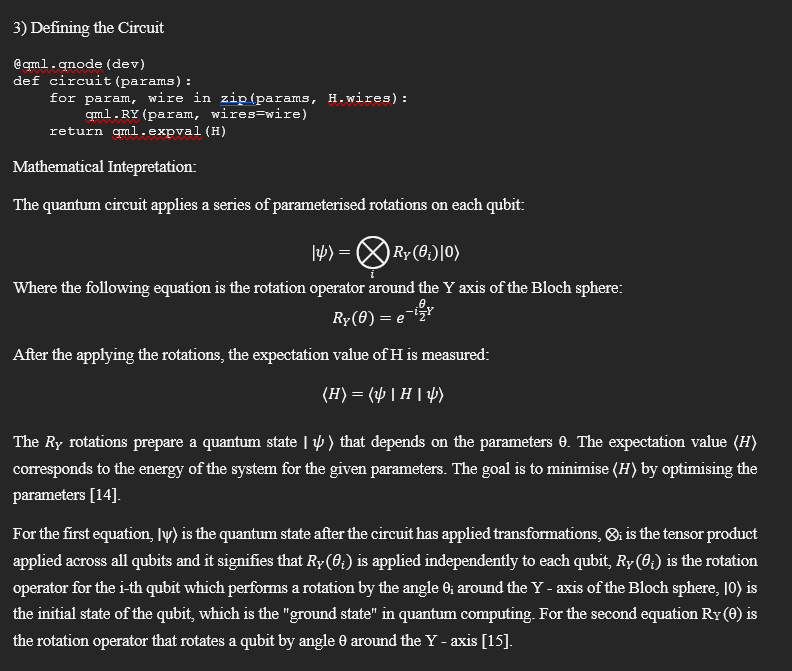 3) Defining the Circuit
@qml.qnode(dev)
def circuit(params):
for param, wire in zip(params, H.wires):
qml.RY(param, wires=wire)
return qml.expval(H)
Mathematical Intepretation:
The quantum circuit applies a series of parameterised rotations on each qubit:
|ψ⟩ = ⨂ᵢ R_Y(θᵢ)|0⟩
Where the following equation is the rotation operator around the Y axis of the Bloch sphere:
R_Y(θ) = e^{-i\frac{θ}{2}Y}
After the applying the rotations, the expectation value of H is measured:
⟨H⟩ = ⟨ψ | H | ψ⟩
The R_Y rotations prepare a quantum state | ψ ⟩ that depends on the parameters θ. The expectation value ⟨H⟩
corresponds to the energy of the system for the given parameters. The goal is to minimise ⟨H⟩ by optimising the
parameters [14].
For the first equation, |ψ⟩ is the quantum state after the circuit has applied transformations, ⊗ᵢ is the tensor product
applied across all qubits and it signifies that R_Y(θᵢ) is applied independently to each qubit, R_Y(θᵢ) is the rotation
operator for the i-th qubit which performs a rotation by the angle θᵢ around the Y - axis of the Bloch sphere, |0⟩ is
the initial state of the qubit, which is the "ground state" in quantum computing. For the second equation R_Y(θ) is
the rotation operator that rotates a qubit by angle θ around the Y - axis [15].